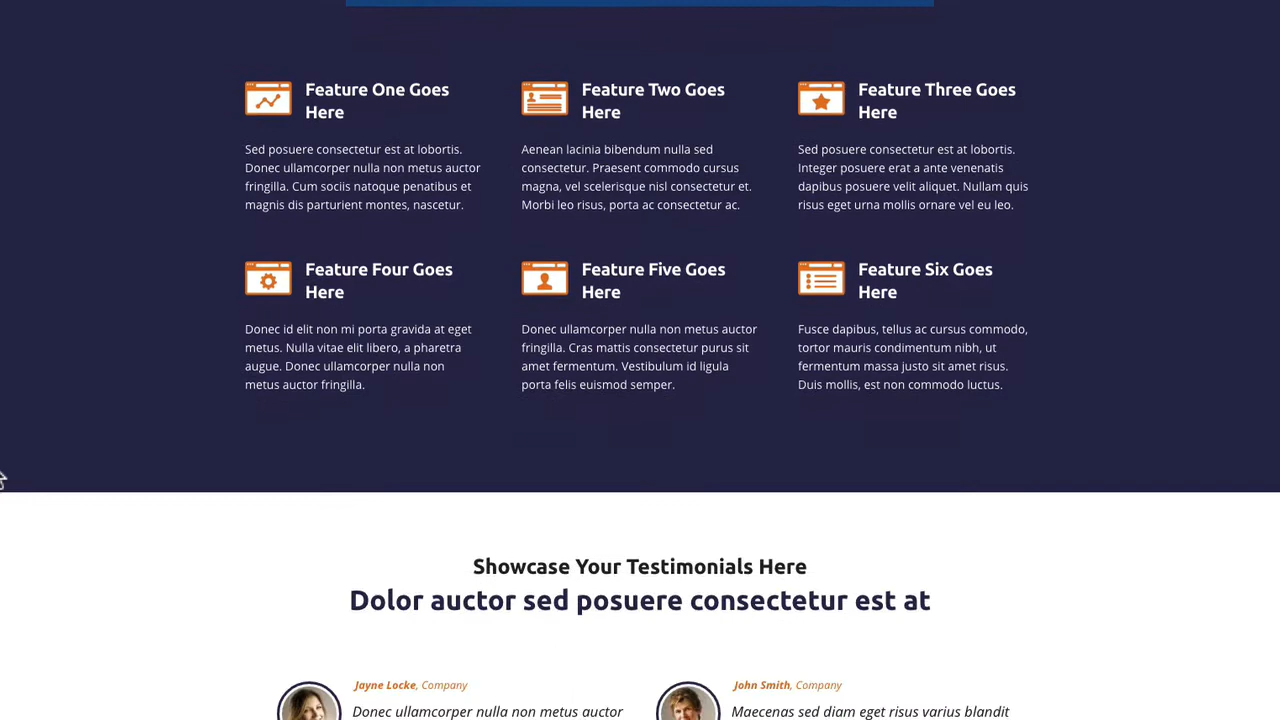 Feature One Goes
Here
Sed posuere consectetur est at lobortis.
Donec ullamcorper nulla non metus auctor
fringilla. Cum sociis natoque penatibus et
magnis dis parturient montes, nascetur.
Feature Two Goes
Here
Aenean lacinia bibendum nulla sed
consectetur. Praesent commodo cursus
magna, vel scelerisque nisl consectetur et.
Morbi leo risus, porta ac consectetur ac.
Feature Three Goes
Here
Sed posuere consectetur est at lobortis.
Integer posuere erat a ante venenatis
dapibus posuere velit aliquet. Nullam quis
risus eget urna mollis ornare vel eu leo.
Feature Four Goes
Here
Donec id elit non mi porta gravida at eget
metus. Nulla vitae elit libero, a pharetra
augue. Donec ullamcorper nulla non
metus auctor fringilla.
Feature Five Goes
Here
Donec ullamcorper nulla non metus auctor
fringilla. Cras mattis consectetur purus sit
amet fermentum. Vestibulum id ligula
porta felis euismod semper.
Feature Six Goes
Here
Fusce dapibus, tellus ac cursus commodo,
tortor mauris condimentum nibh, ut
fermentum massa justo sit amet risus.
Duis mollis, est non commodo luctus.
Showcase Your Testimonials Here
Dolor auctor sed posuere consectetur est at
Jayne Locke, Company
Donec ullamcorper nulla non metus auctor
John Smith, Company
Maecenas sed diam eget risus varius blandit